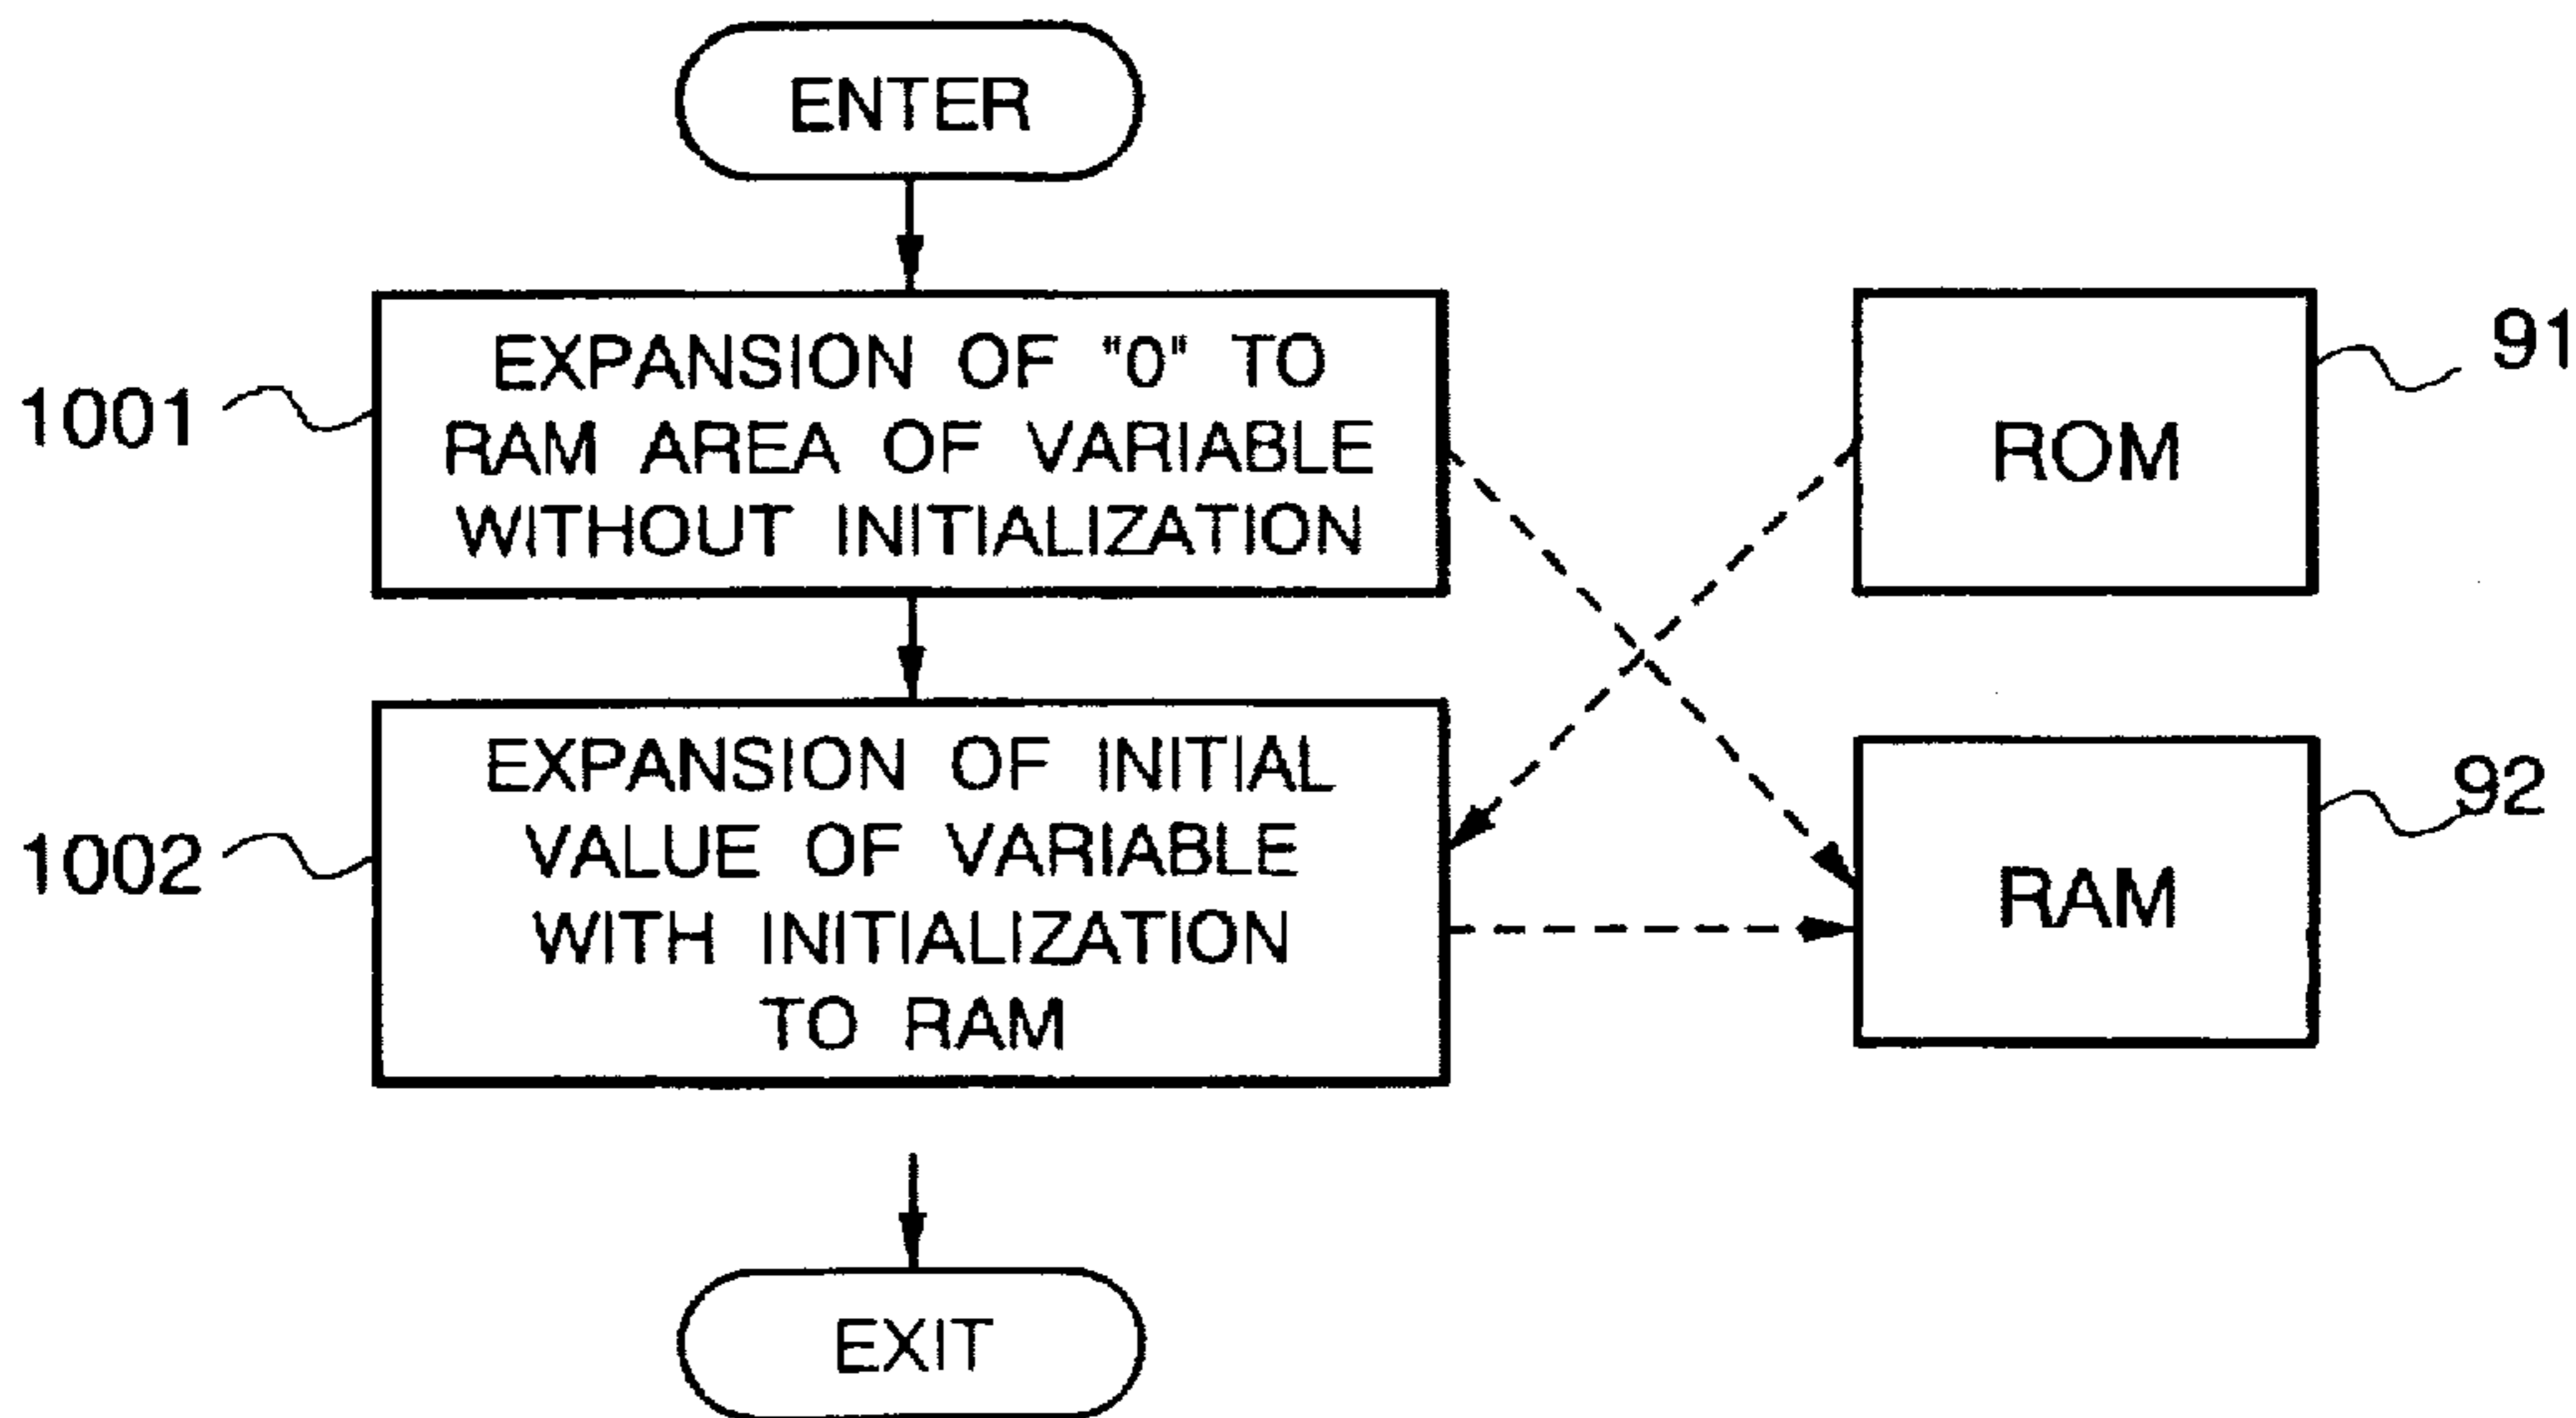 ENTER
1001
EXPANSION OF "0" TO
RAM AREA OF VARIABLE
WITHOUT INITIALIZATION
ROM
91
1002
EXPANSION OF INITIAL
VALUE OF VARIABLE
WITH INITIALIZATION
TO RAM
RAM
92
EXIT